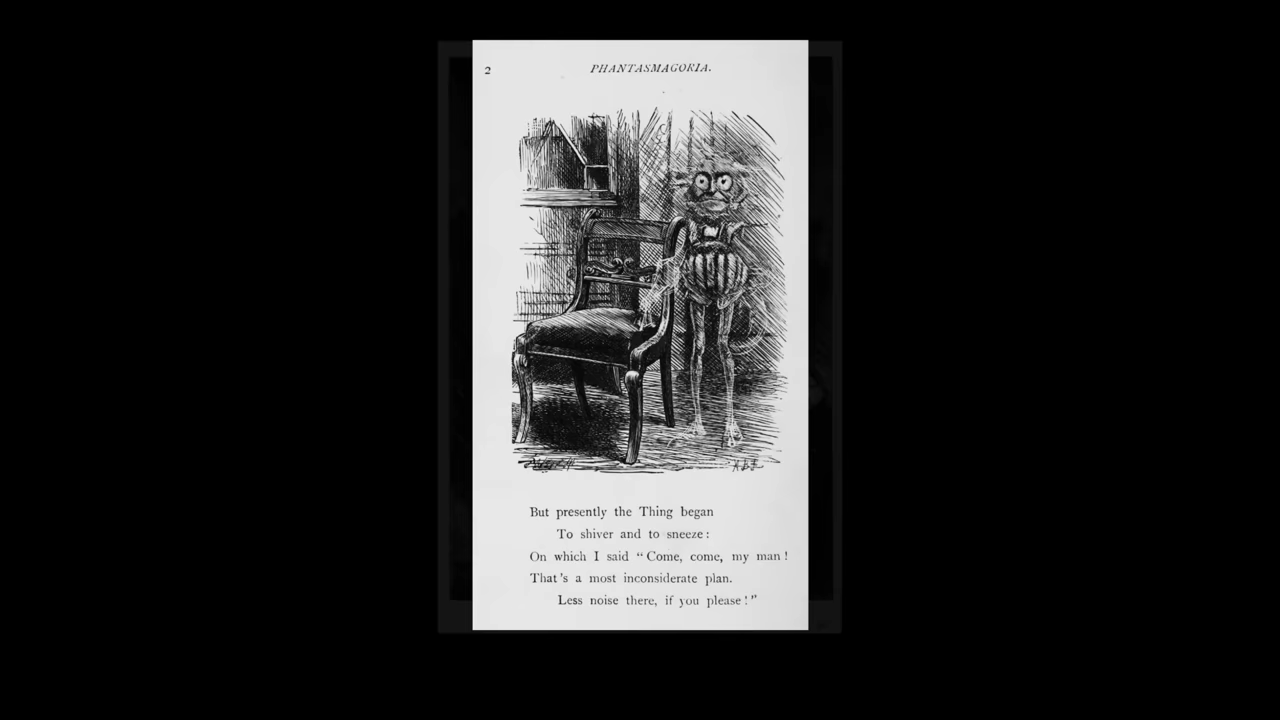 2
PHANTASMAGORIA.
But presently the Thing began
To shiver and to sneeze:
On which I said "Come, come, my man!
That's a most inconsiderate plan.
Less noise there, if you please!"